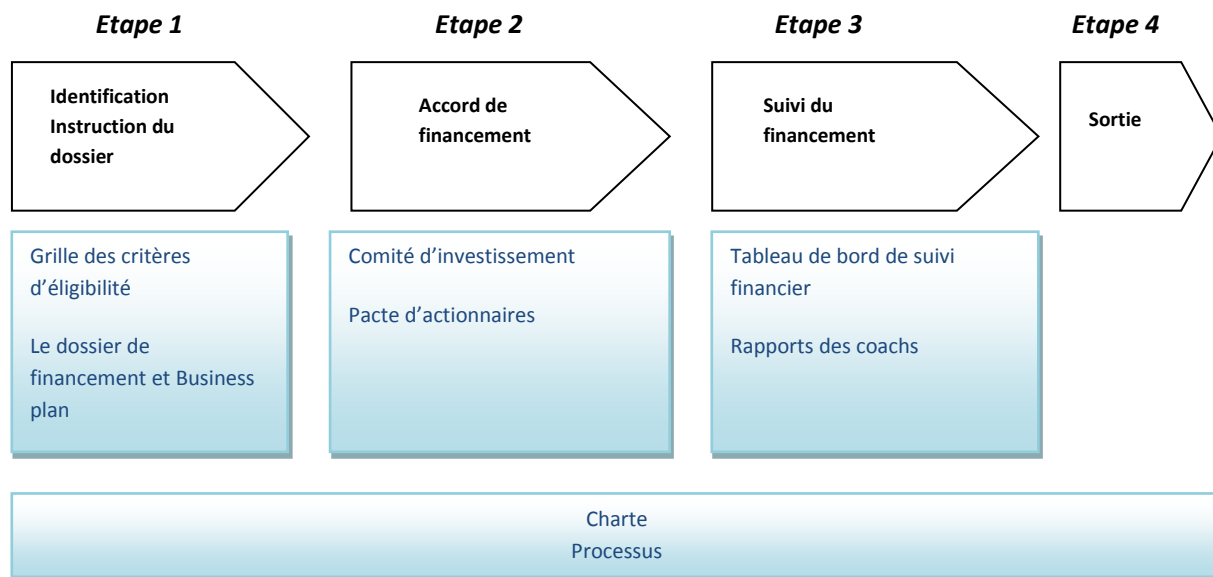 Etape 1
Etape 2
Etape 3
Etape 4
Identification
Instruction du
dossier
Accord de
financement
Suivi du
financement
Sortie
Grille des critères
d’éligibilité
Le dossier de
financement et Business
plan
Comité d’investissement
Pacte d’actionnaires
Tableau de bord de suivi
financier
Rapports des coachs
Charte
Processus